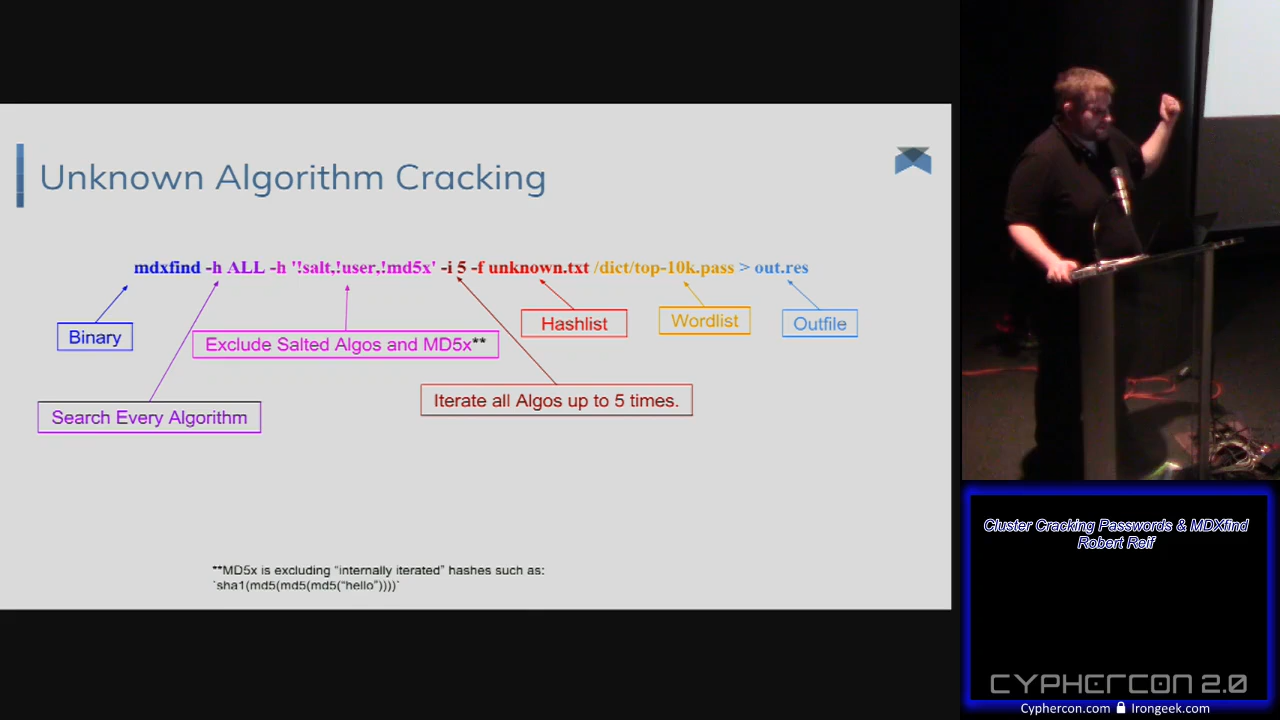 Unknown Algorithm Cracking
mdxfind -h ALL -h '!salt,!user,!md5x' -i 5 -f unknown.txt /dict/top-10k.pass > out.res
Binary
Exclude Salted Algos and MD5x**
Hashlist
Wordlist
Outfile
Search Every Algorithm
Iterate all Algos up to 5 times.
**MD5x is excluding “internally iterated” hashes such as:
`sha1(md5(md5(md5(“hello”))))`
Cluster Cracking Passwords & MDXfind
Robert Reif
CYPHERCON 2.0
Cyphercon.com Irongeek.com